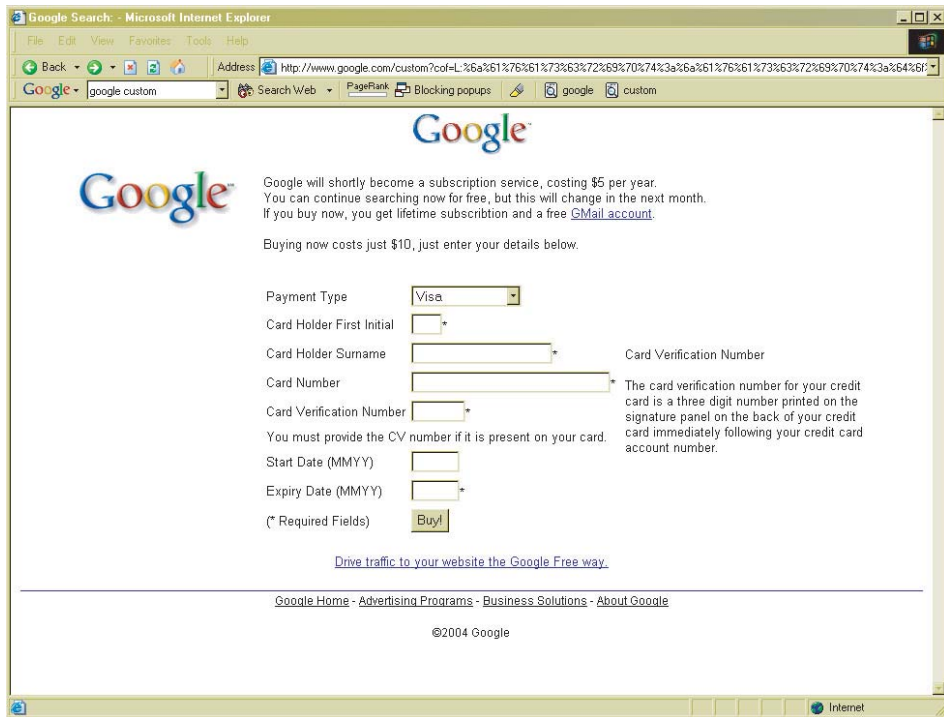 Google Search: - Microsoft Internet Explorer
File Edit View Favorites Tools Help
Back Address http://www.google.com/custom?cof=L:%6a%61%76%61%73%63%72%69%70%74%3a%6a%61%76%61%73%63%72%69%70%74%3a%64%6f%
Google google custom Search Web PageRank Blocking popups google custom
Google
Google
Google will shortly become a subscription service, costing $5 per year.
You can continue searching now for free, but this will change in the next month.
If you buy now, you get lifetime subscribtion and a free GMail account.
Buying now costs just $10, just enter your details below.
Payment Type Visa
Card Holder First Initial *
Card Holder Surname * Card Verification Number
Card Number *
The card verification number for your credit
card is a three digit number printed on the
signature panel on the back of your credit
card immediately following your credit card
account number.
Card Verification Number *
You must provide the CV number if it is present on your card.
Start Date (MMYY)
Expiry Date (MMYY) *
(* Required Fields) Buy!
Drive traffic to your website the Google Free way.
Google Home - Advertising Programs - Business Solutions - About Google
©2004 Google
Internet